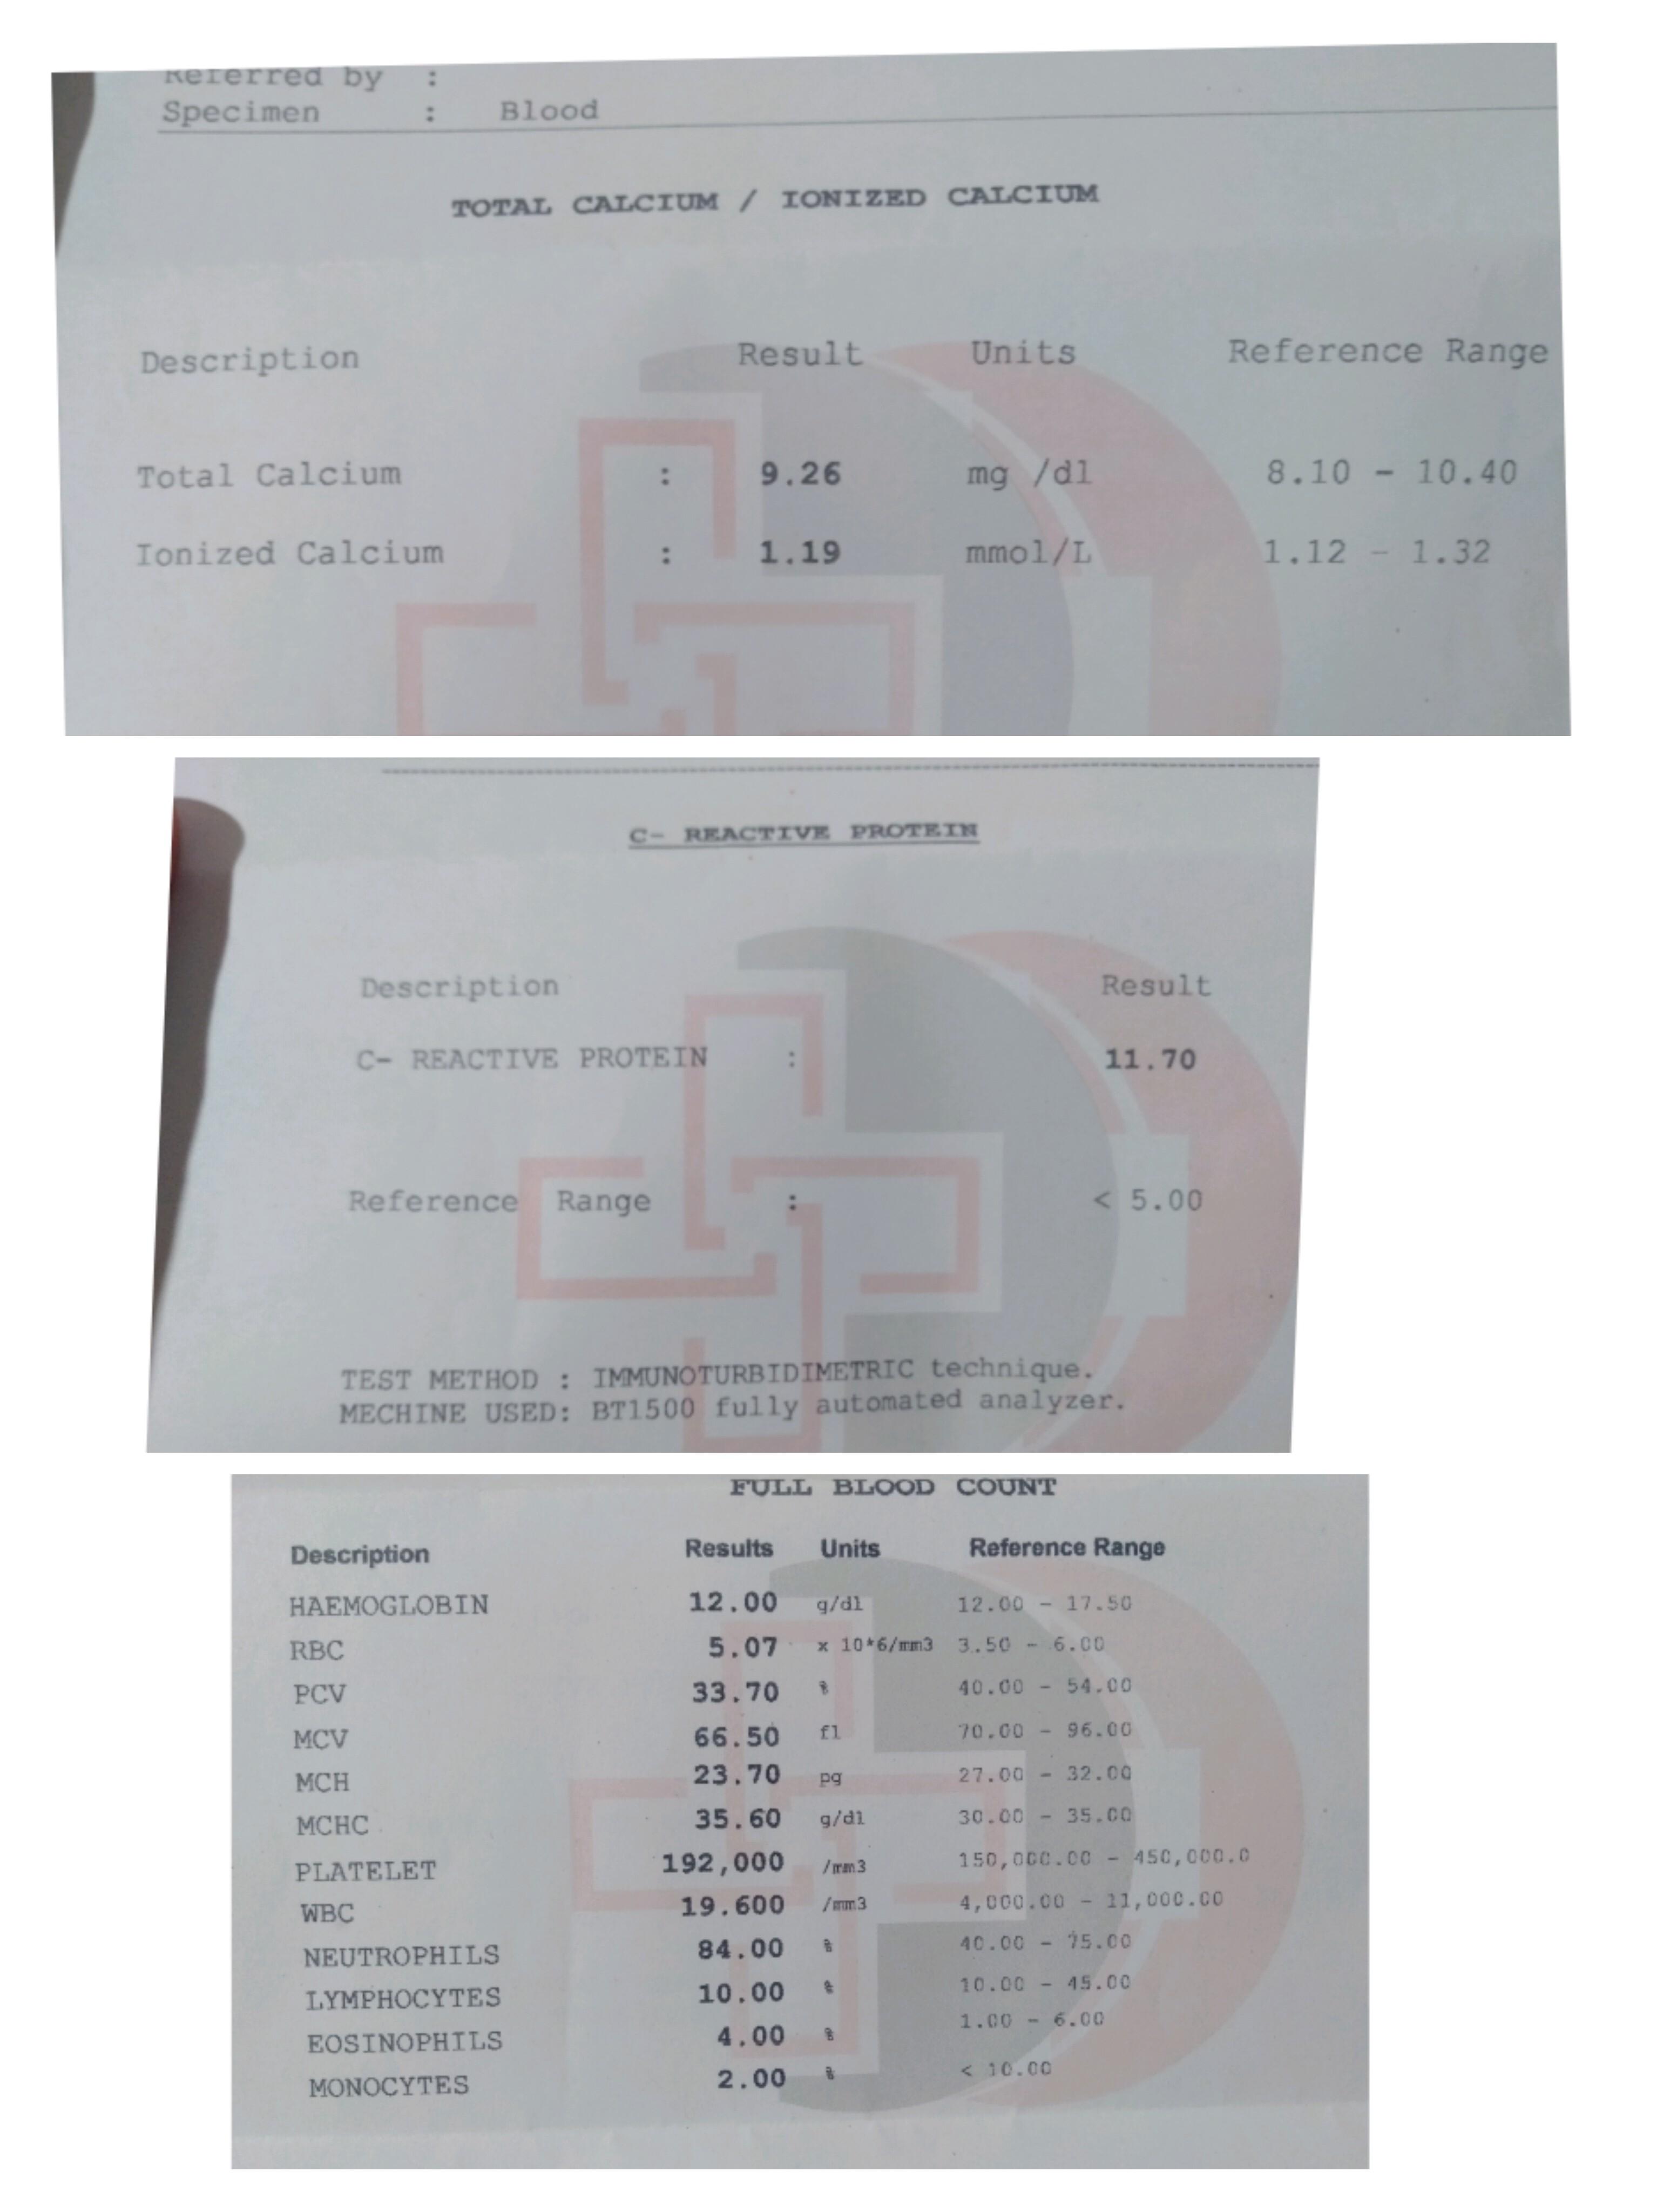 Referred by :
Specimen : Blood
TOTAL CALCIUM / IONIZED CALCIUM
Description Result Units Reference Range
Total Calcium : 9.26 mg /dl 8.10 - 10.40
Ionized Calcium : 1.19 mmol/L 1.12 - 1.32
C- REACTIVE PROTEIN
Description Result
C- REACTIVE PROTEIN : 11.70
Reference Range : < 5.00
TEST METHOD : IMMUNOTURBIDIMETRIC technique.
MECHINE USED: BT1500 fully automated analyzer.
FULL BLOOD COUNT
Description Results Units Reference Range
HAEMOGLOBIN 12.00 g/dl 12.00 - 17.50
RBC 5.07 x 10*6/mm3 3.50 - 6.00
PCV 33.70 % 40.00 - 54.00
MCV 66.50 fl 70.00 - 96.00
MCH 23.70 pg 27.00 - 32.00
MCHC 35.60 g/dl 30.00 - 35.00
PLATELET 192,000 /mm3 150,000.00 - 450,000.0
WBC 19.600 /mm3 4,000.00 - 11,000.00
NEUTROPHILS 84.00 % 40.00 - 75.00
LYMPHOCYTES 10.00 % 10.00 - 45.00
EOSINOPHILS 4.00 % 1.00 - 6.00
MONOCYTES 2.00 % < 10.00